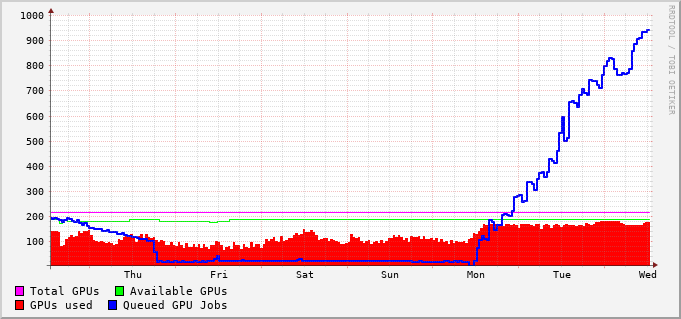 1000
900
800
700
600
500
400
300
200
100
Thu Fri Sat Sun Mon Tue Wed
Total GPUs Available GPUs
GPUs used Queued GPU Jobs
RRDTOOL / TOBI OETIKER